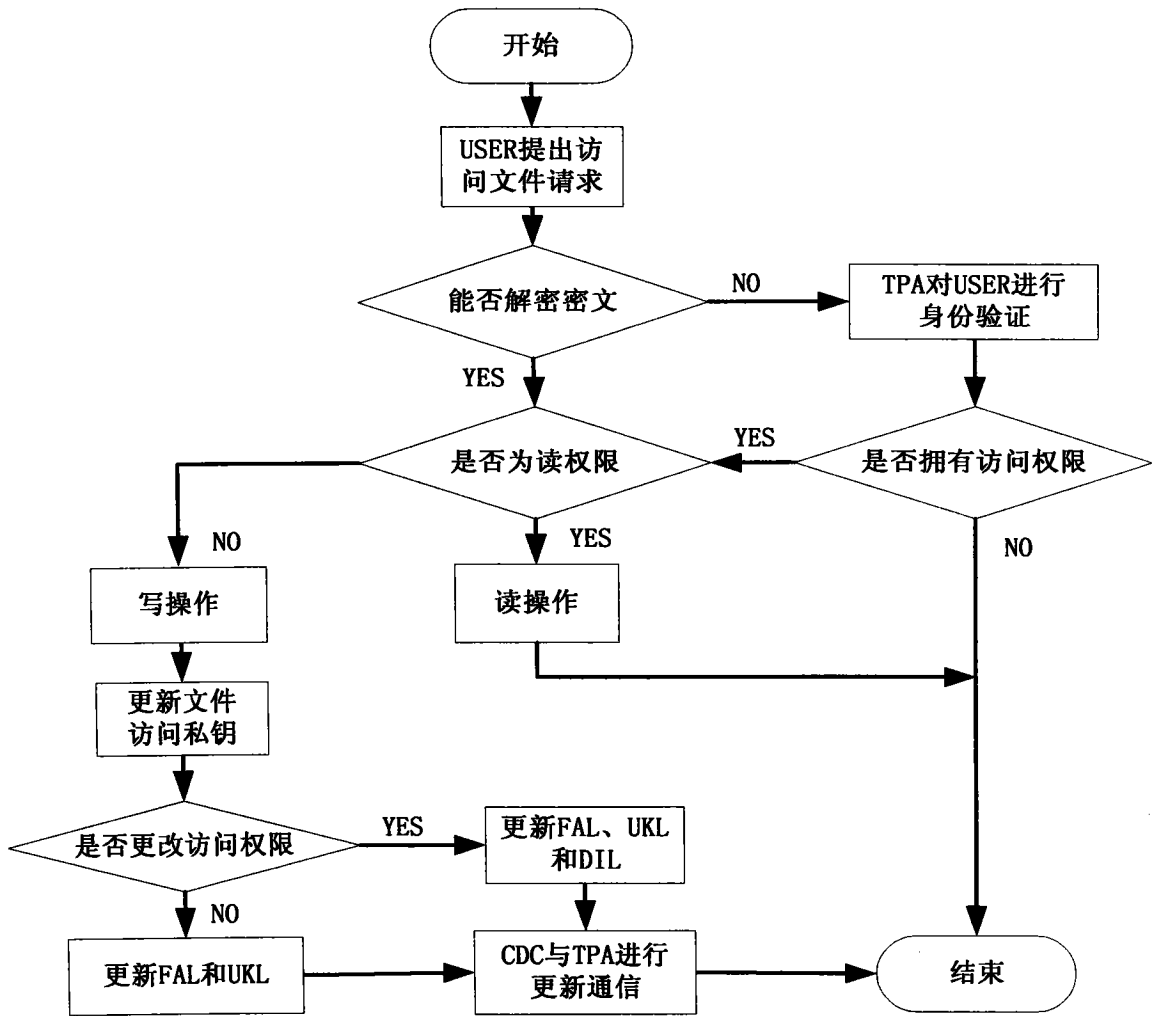 开始
USER提出访
问文件请求
能否解密密文
NO
TPA对USER进行
身份验证
YES
是否为读权限
YES
是否拥有访问权限
NO
YES
NO
写操作
读操作
更新文件
访问私钥
是否更改访问权限
YES
更新FAL、UKL
和DIL
NO
更新FAL和UKL
CDC与TPA进行
更新通信
结束